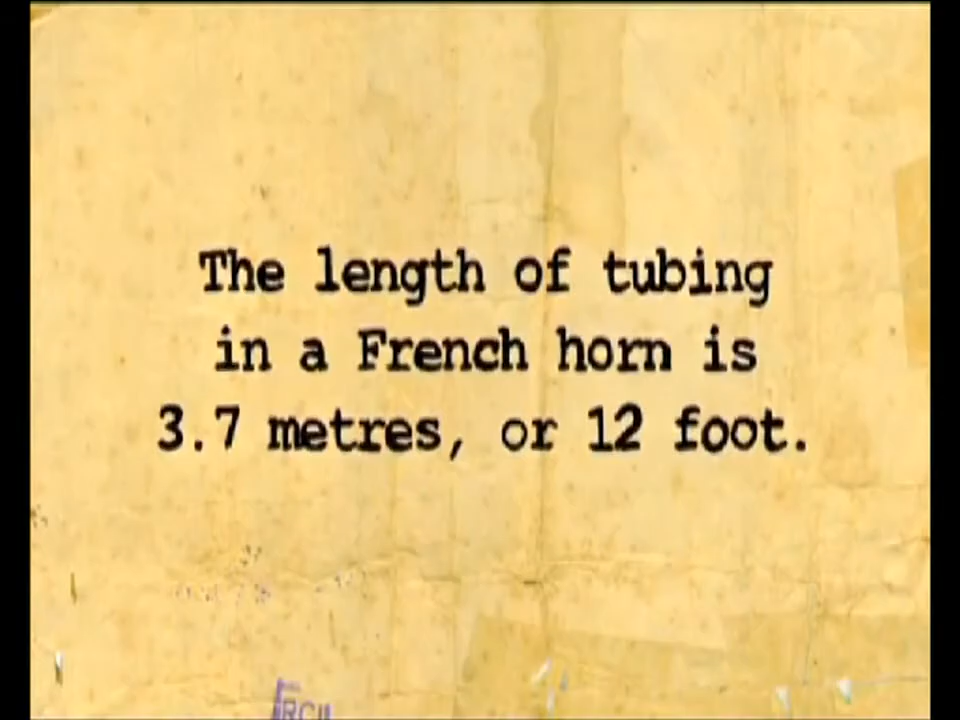 The length of tubing
in a French horn is
3.7 metres, or 12 foot.